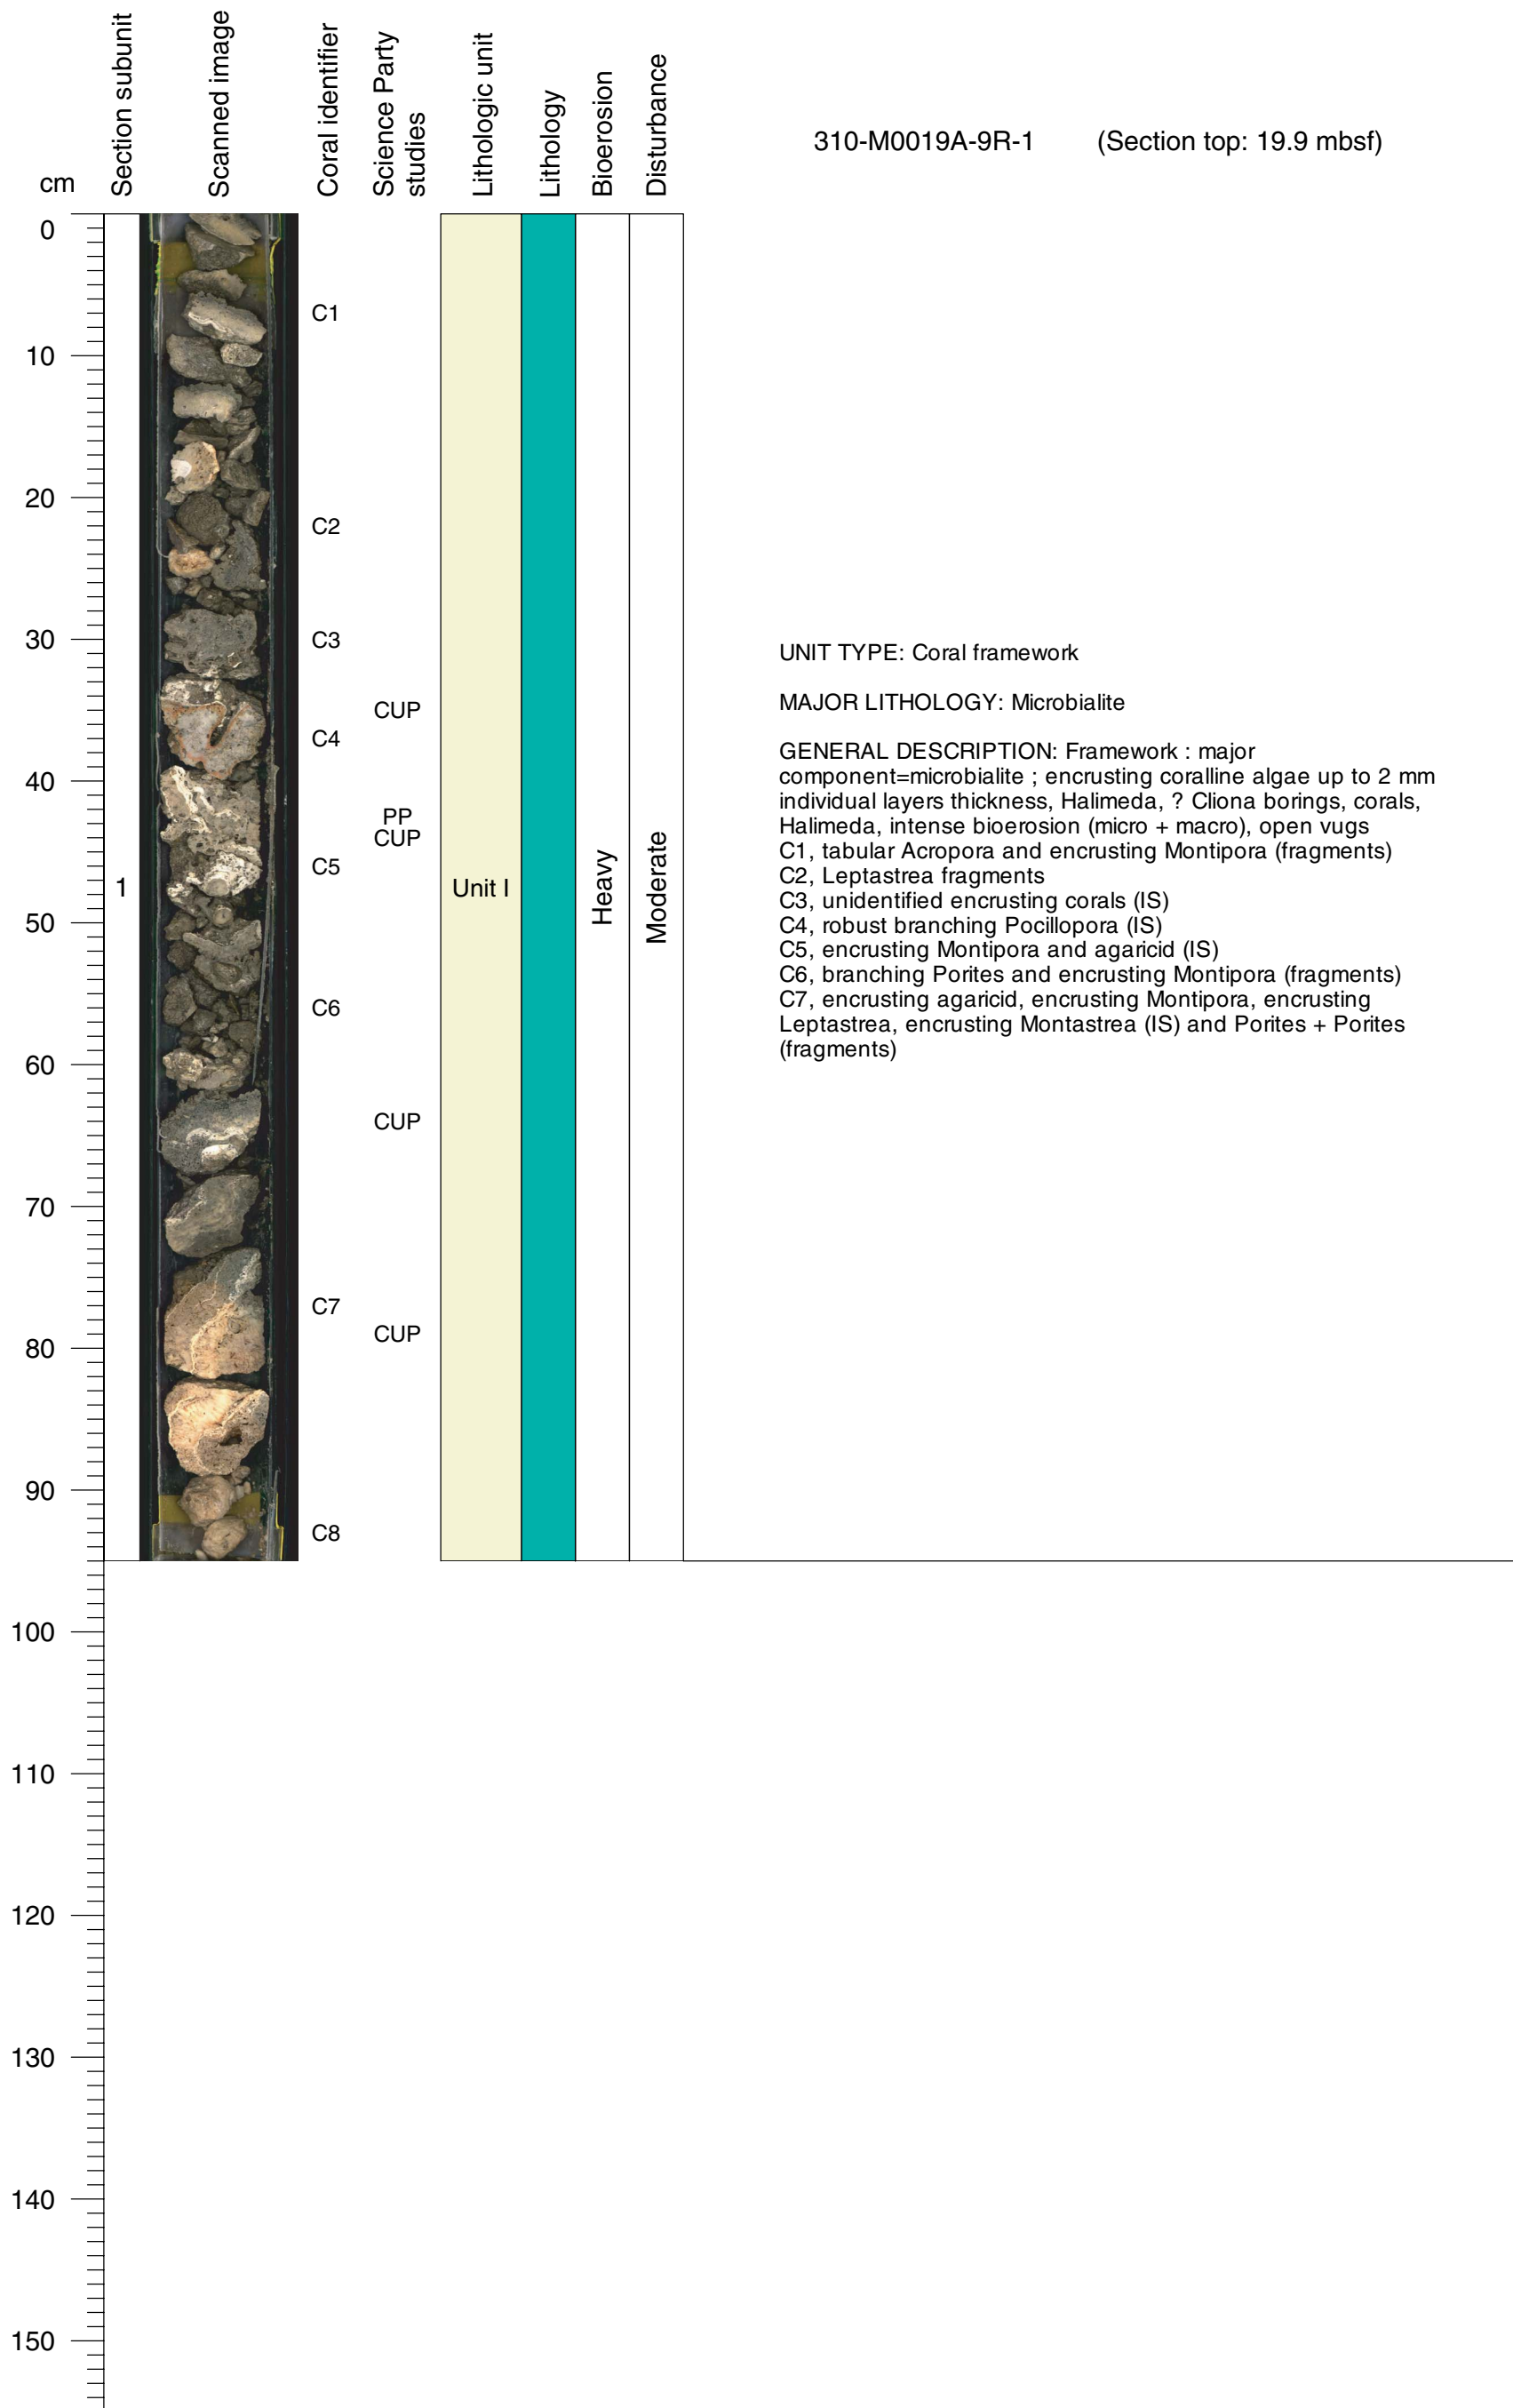 cm
Section subunit
Scanned image
Coral identifier
Science Party
studies
Lithologic unit
Lithology
Bioerosion
Disturbance
310-M0019A-9R-1 (Section top: 19.9 mbsf)
0
C1
10
20
C2
30
C3
CUP
C4
40
PP
CUP
C5
1
Unit I
Heavy
Moderate
50
C6
60
CUP
70
C7
CUP
80
90
C8
100
110
120
130
140
150
UNIT TYPE: Coral framework
MAJOR LITHOLOGY: Microbialite
GENERAL DESCRIPTION: Framework : major
component=microbialite ; encrusting coralline algae up to 2 mm
individual layers thickness, Halimeda, ? Cliona borings, corals,
Halimeda, intense bioerosion (micro + macro), open vugs
C1, tabular Acropora and encrusting Montipora (fragments)
C2, Leptastrea fragments
C3, unidentified encrusting corals (IS)
C4, robust branching Pocillopora (IS)
C5, encrusting Montipora and agaricid (IS)
C6, branching Porites and encrusting Montipora (fragments)
C7, encrusting agaricid, encrusting Montipora, encrusting
Leptastrea, encrusting Montastrea (IS) and Porites + Porites
(fragments)